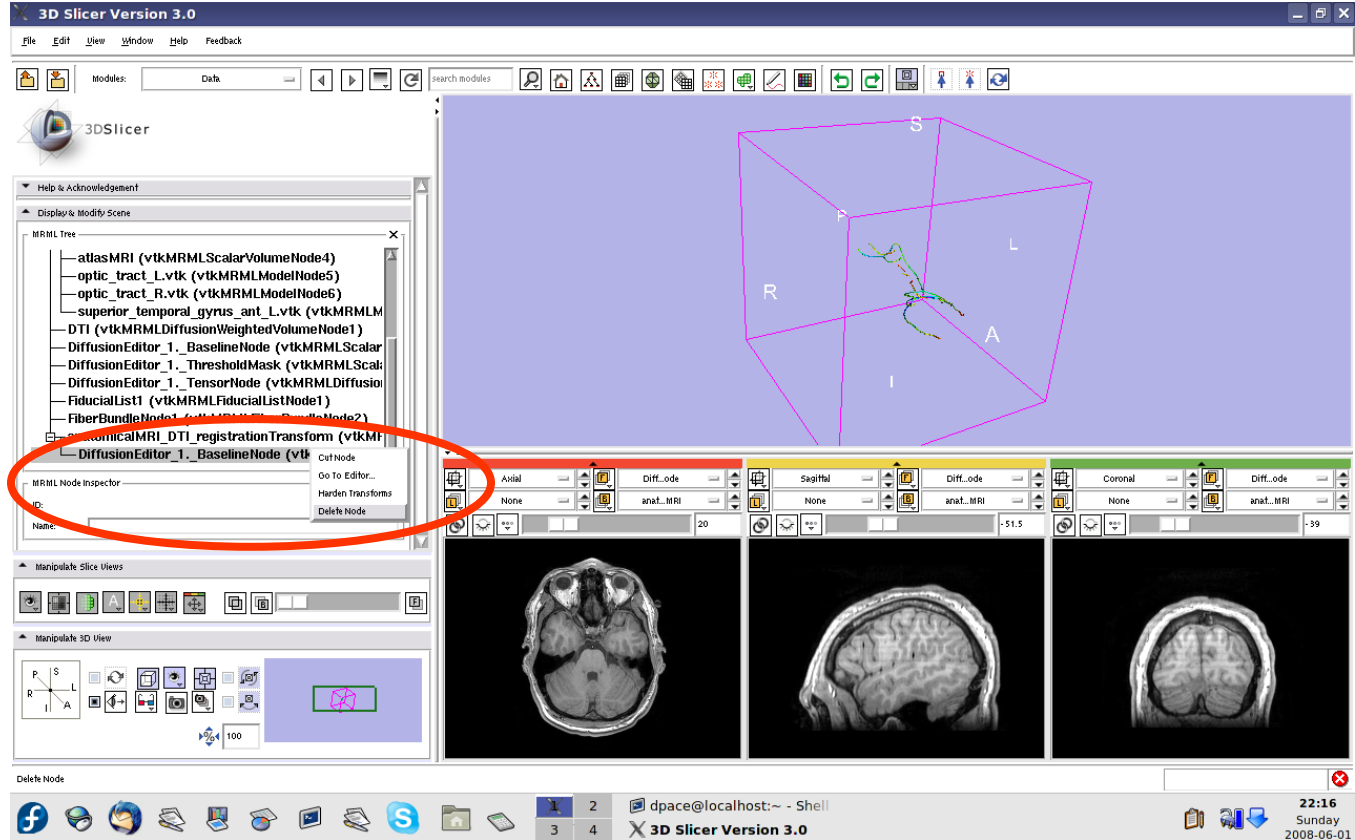 3D Slicer Version 3.0
File Edit View Window Help Feedback
Modules: Data search modules
3DSlicer
Help & Acknowledgement
Display & Modify Scene
MRML Tree
atlasMRI (vtkMRMLScalarVolumeNode4)
optic_tract_L.vtk (vtkMRMLModelNode5)
optic_tract_R.vtk (vtkMRMLModelNode6)
superior_temporal_gyrus_ant_L.vtk (vtkMRMLM
DTI (vtkMRMLDiffusionWeightedVolumeNode1)
DiffusionEditor_1._BaselineNode (vtkMRMLScalar
DiffusionEditor_1._ThresholdMask (vtkMRMLScala
DiffusionEditor_1._TensorNode (vtkMRMLDiffusion
FiducialList1 (vtkMRMLFiducialListNode1)
FiberBundleNode1 (vtkMRMLFiberBundleNode2)
anatomicalMRI_DTI_registrationTransform (vtkMR
DiffusionEditor_1._BaselineNode (vtk
Cut Node
Go To Editor...
Harden Transforms
Delete Node
MRML Node Inspector
ID:
Name:
Manipulate Slice Views
Manipulate 3D View
P S
R L
I A
100
S
P
L
R
A
I
Axial Diff...ode
None anat...MRI
20
Sagittal Diff...ode
None anat...MRI
-51.5
Coronal Diff...ode
None anat...MRI
-39
Delete Node
1 2
3 4
dpace@localhost:~ - Shell
3D Slicer Version 3.0
22:16
Sunday
2008-06-01